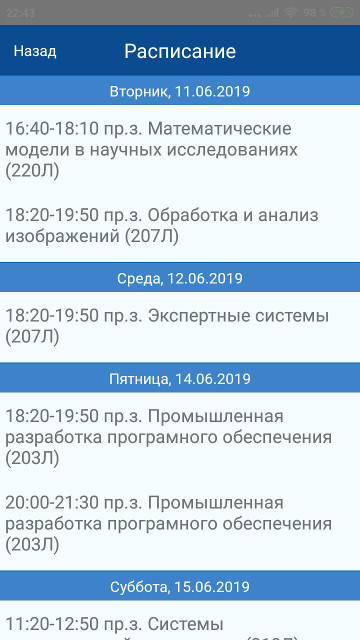 22:43
98 %
Назад
Расписание
Вторник, 11.06.2019
16:40-18:10 пр.з. Математические
модели в научных исследованиях
(220Л)
18:20-19:50 пр.з. Обработка и анализ
изображений (207Л)
Среда, 12.06.2019
18:20-19:50 пр.з. Экспертные системы
(207Л)
Пятница, 14.06.2019
18:20-19:50 пр.з. Промышленная
разработка програмного обеспечения
(203Л)
20:00-21:30 пр.з. Промышленная
разработка програмного обеспечения
(203Л)
Суббота, 15.06.2019
11:20-12:50 пр.з. Системы